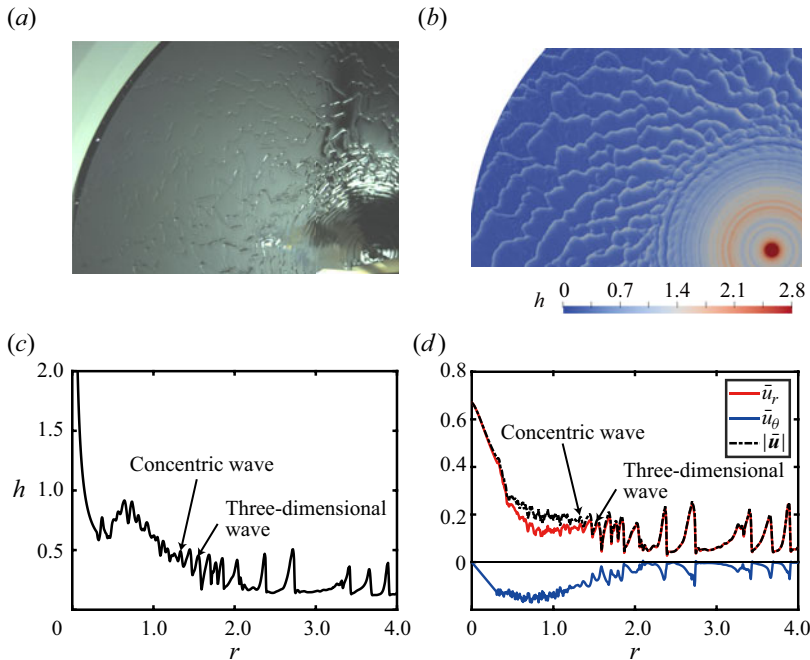 (a)
(b)
h 0 0.7 1.4 2.1 2.8
(c)
2.0
1.5
h 1.0
0.5
0 1.0 2.0 3.0 4.0
r
Concentric wave
Three-dimensional
wave
(d)
0.8
0.6
0.4
0.2
0
−0.2
0 1.0 2.0 3.0 4.0
r
ūr
ūθ
|ū|
Concentric wave
Three-dimensional
wave